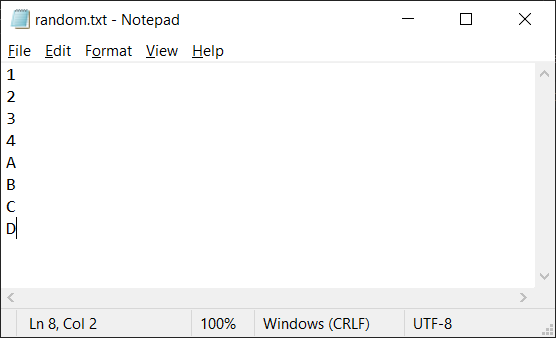 random.txt - Notepad
File Edit Format View Help
1
2
3
4
A
B
C
D
Ln 8, Col 2 100% Windows (CRLF) UTF-8